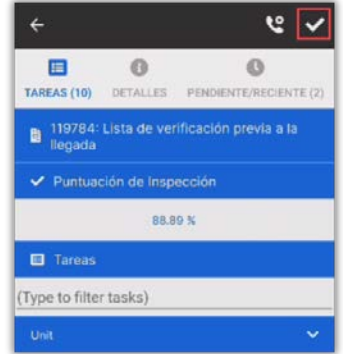 TAREAS (10) DETALLES PENDIENTE/RECIENTE (2)
119784: Lista de verificación previa a la
llegada
Puntuación de Inspección
88.89 %
Tareas
(Type to filter tasks)
Unit